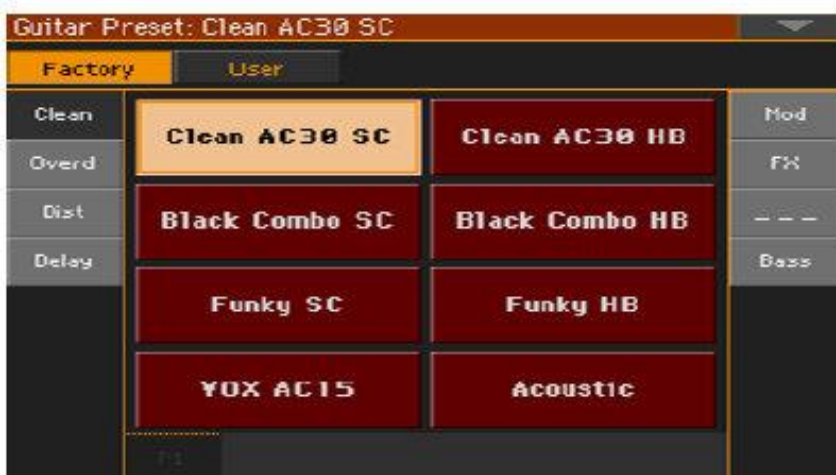 Guitar Preset: Clean AC30 SC
Factory User
Clean Clean AC30 SC Clean AC30 HB Mod
Overd FX
Dist Black Combo SC Black Combo HB ---
Delay Bass
Funky SC Funky HB
VOX AC15 Acoustic
P1